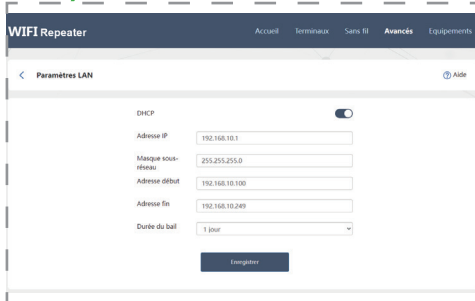 WIFI Repeater
Accueil Terminaux Sans fil Avancés Equipements
Paramètres LAN
Aide
DHCP
Adresse IP 192.168.10.1
Masque sous-
réseau 255.255.255.0
Adresse début 192.168.10.100
Adresse fin 192.168.10.249
Durée du bail 1 jour
Enregistrer